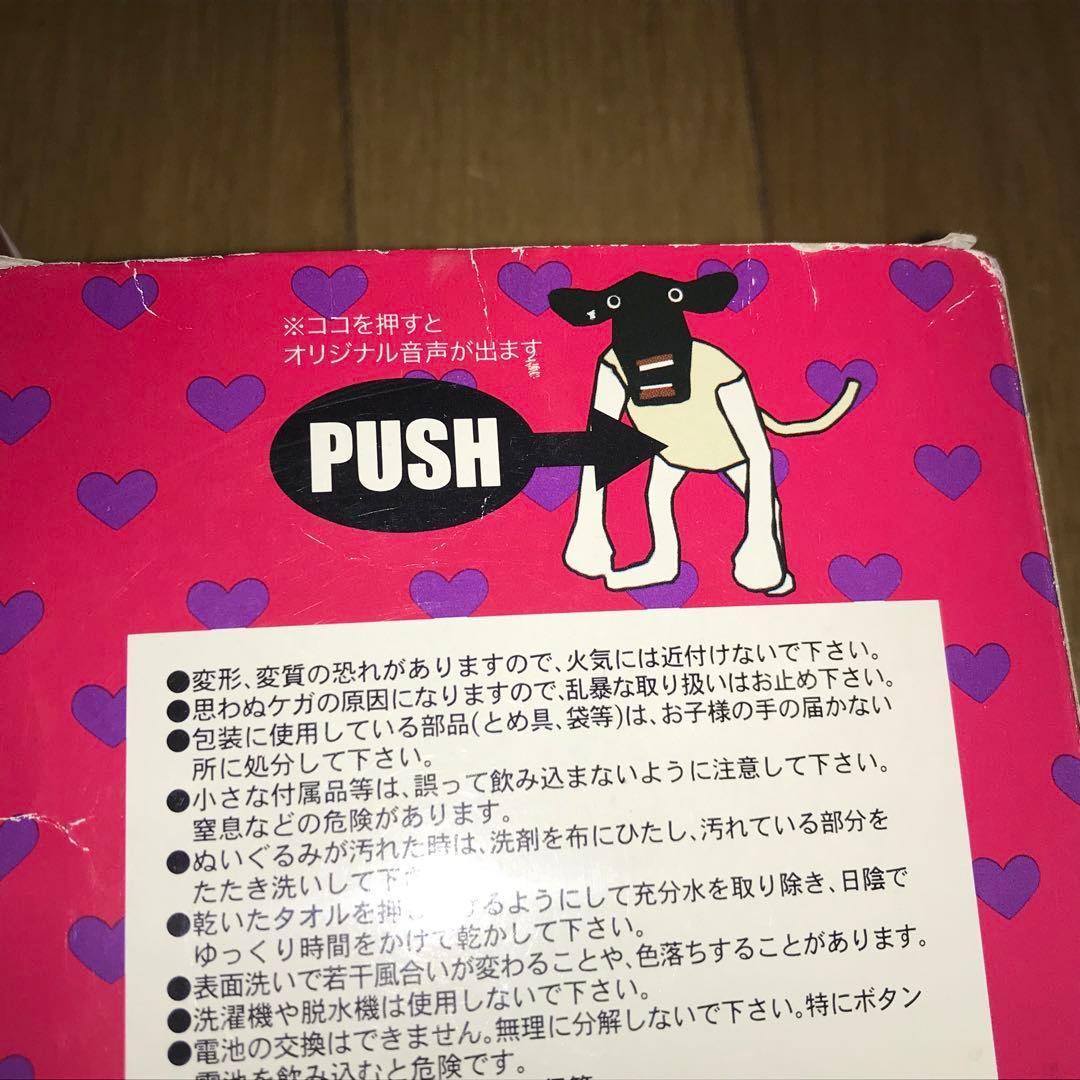 ※ココを押すと
オリジナル音声が出ます
PUSH
●変形、変質の恐れがありますので、火気には近付けないで下さい。
●思わぬケガの原因になりますので、乱暴な取り扱いはお止め下さい。
●包装に使用している部品(とめ具、袋等)は、お子様の手の届かない
所に処分して下さい。
●小さな付属品等は、誤って飲み込まないように注意して下さい。
窒息などの危険があります。
●ぬいぐるみが汚れた時は、洗剤を布にひたし、汚れている部分を
たたき洗いして下
●乾いたタオルを押し けるようにして充分水を取り除き、日陰で
ゆっくり時間をかけて乾かして下さい。
●表面洗いで若干風合いが変わることや、色落ちすることがあります。
●洗濯機や脱水機は使用しないで下さい。
●電池の交換はできません。無理に分解しないで下さい。特にボタン
電池を飲み込むと危険です。